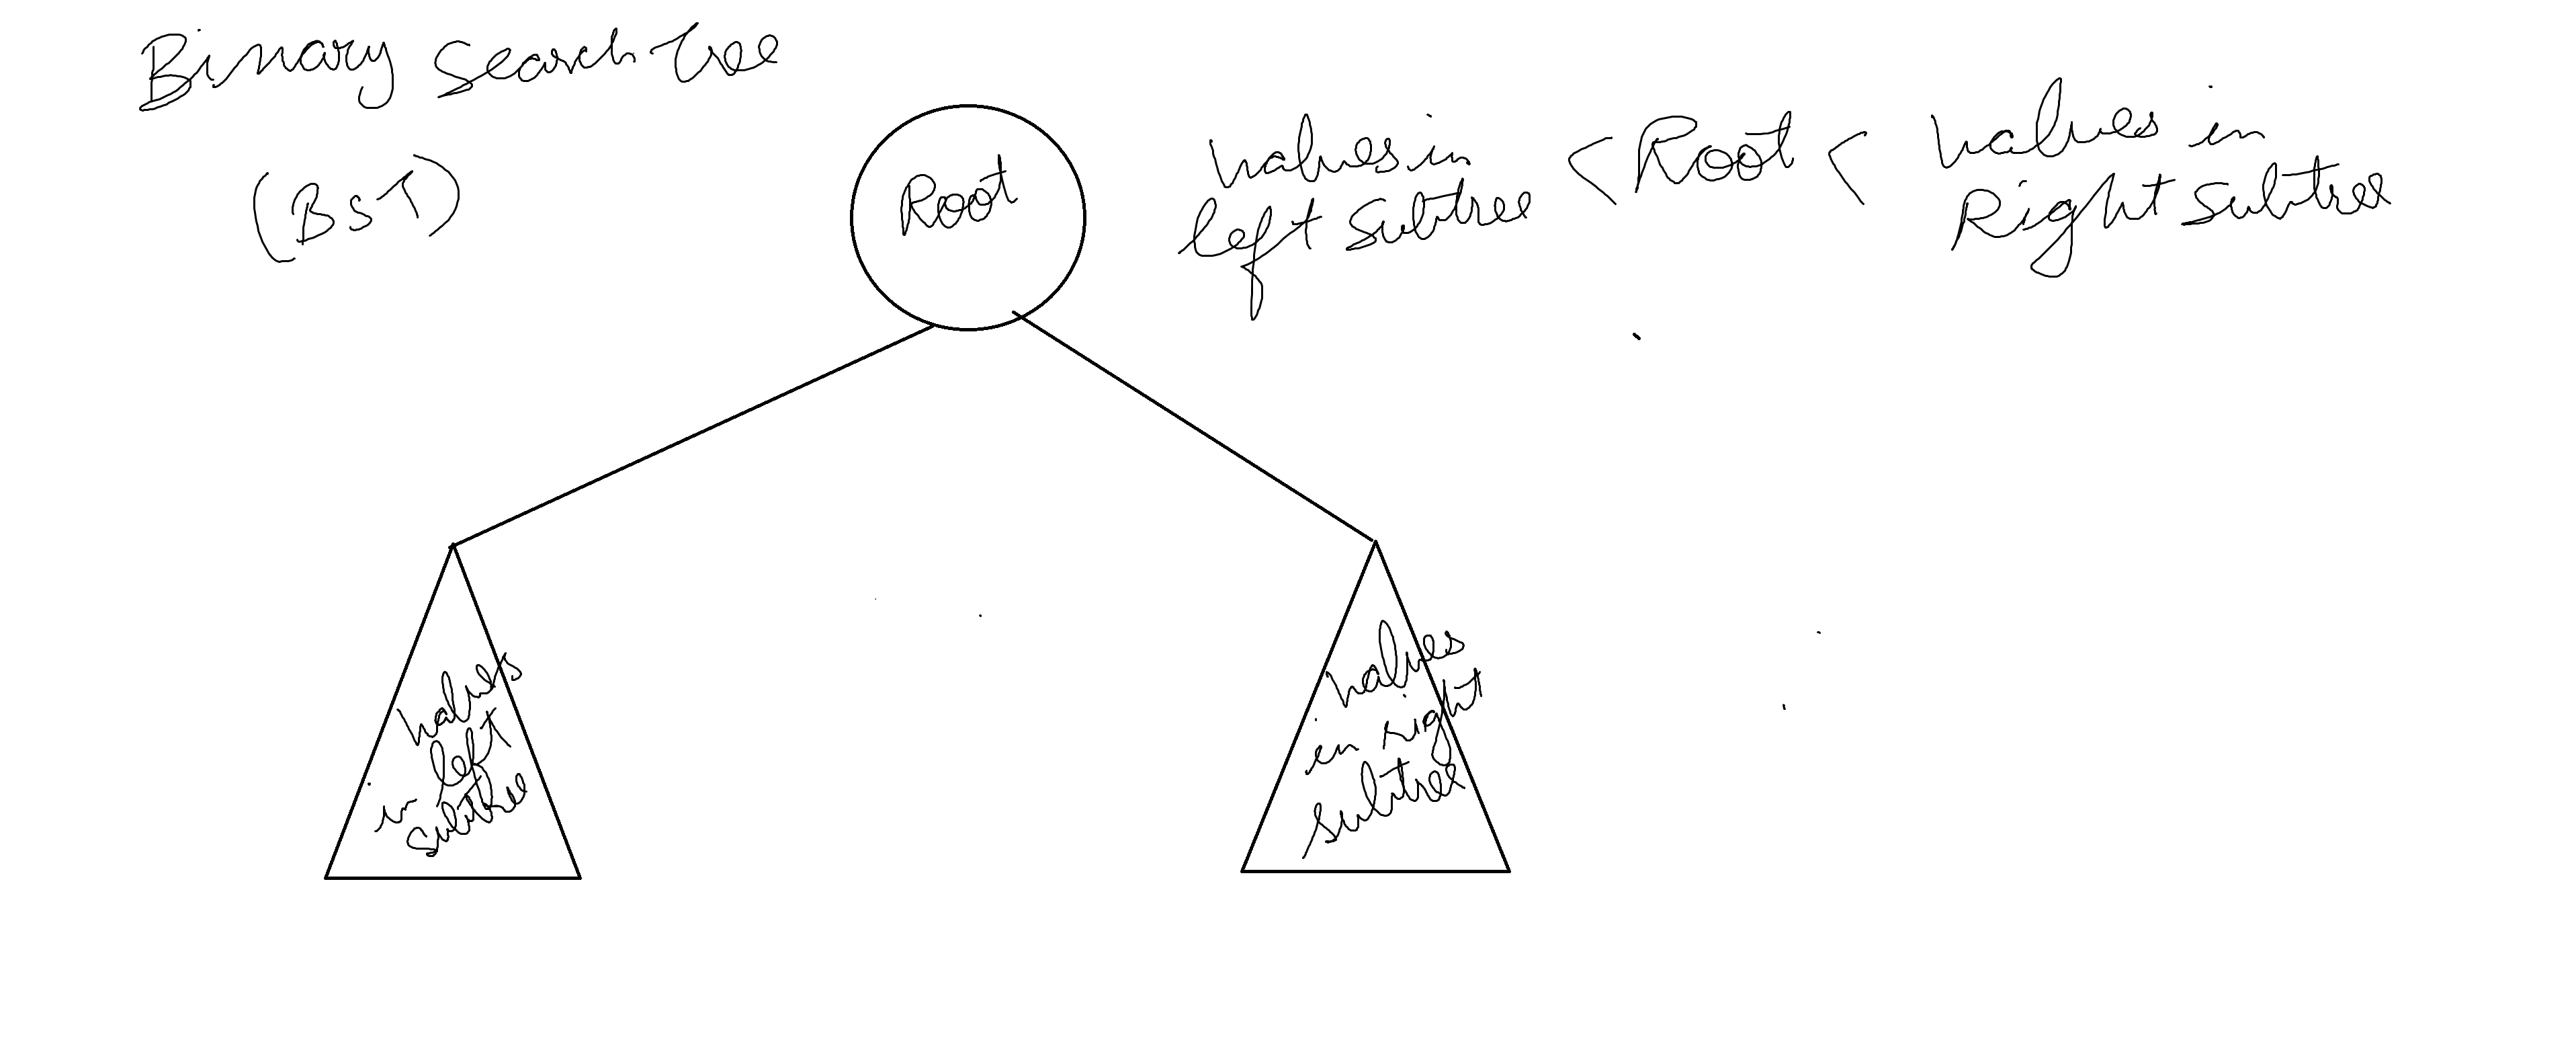 Binary Search Tree
(BST)
Root
values in
left Subtree
< Root <
values in
Right Subtree
values
in left
subtree
values
in right
subtree